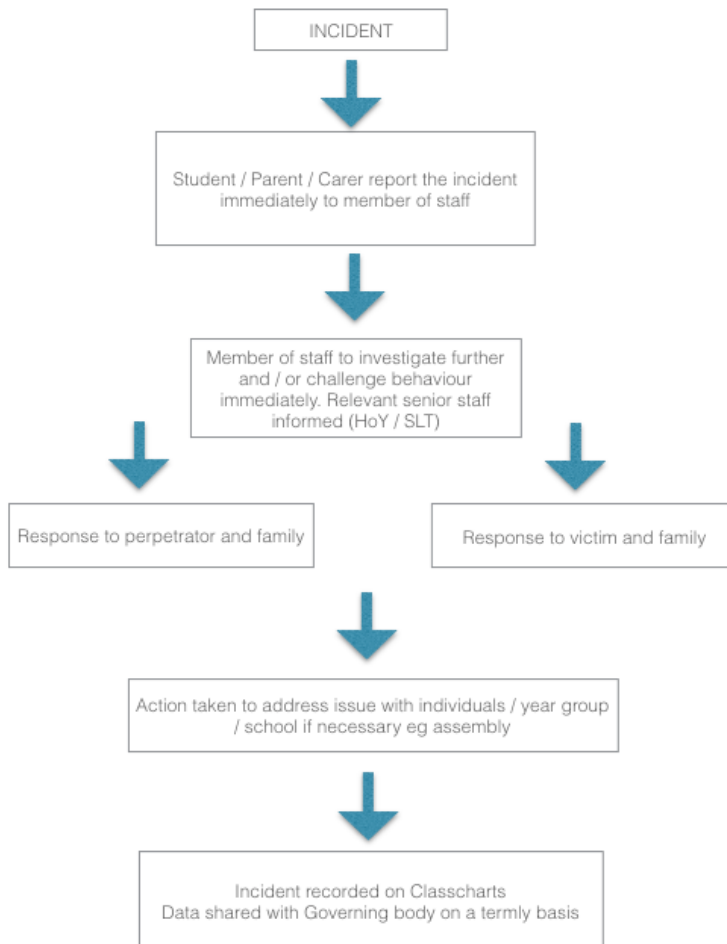 INCIDENT
Student / Parent / Carer report the incident
immediately to member of staff
Member of staff to investigate further
and / or challenge behaviour
immediately. Relevant senior staff
informed (HoY / SLT)
Response to perpetrator and family
Response to victim and family
Action taken to address issue with individuals / year group
/ school if necessary eg assembly
Incident recorded on Classcharts
Data shared with Governing body on a termly basis